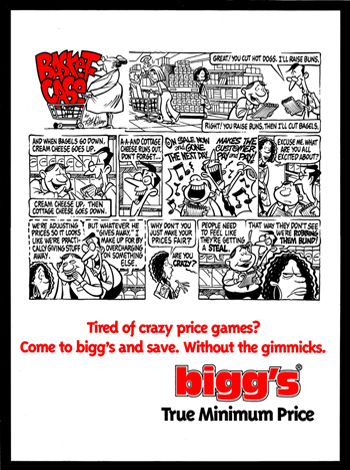 BASKET
CASE
GREAT! YOU CUT HOT DOGS. I'LL RAISE BUNS.
RIGHT! YOU RAISE BUNS, THEN I'LL CUT BAGELS.
AND WHEN BAGELS GO DOWN,
CREAM CHEESE GOES UP.
CREAM CHEESE UP, THEN
COTTAGE CHEESE GOES DOWN.
A-A-AND COTTAGE
CHEESE RUNS OUT.
DON'T FORGET...
ON SALE NOW
and GONE
THE NEXT DAY...
MAKES THE
CUSTOMER
PAY and PAY!
EXCUSE ME. WHAT
ARE YOU ALL
EXCITED ABOUT?
WE'RE ADJUSTING
PRICES SO IT LOOKS
LIKE WE'RE PRACTI-
CALLY GIVING STUFF
AWAY.
BUT WHATEVER HE
"GIVES AWAY," I
MAKE UP FOR BY
OVERCHARGING
ON SOMETHING
ELSE.
WHY DON'T YOU
JUST MAKE YOUR
PRICES FAIR?
ARE
YOU
CRAZY?
PEOPLE NEED
TO FEEL LIKE
THEY'RE GETTING
A STEAL.
THAT WAY THEY DON'T SEE
WE'RE ROBBING
THEM BLIND!
Tired of crazy price games?
Come to bigg's and save. Without the gimmicks.
bigg's®
True Minimum Price